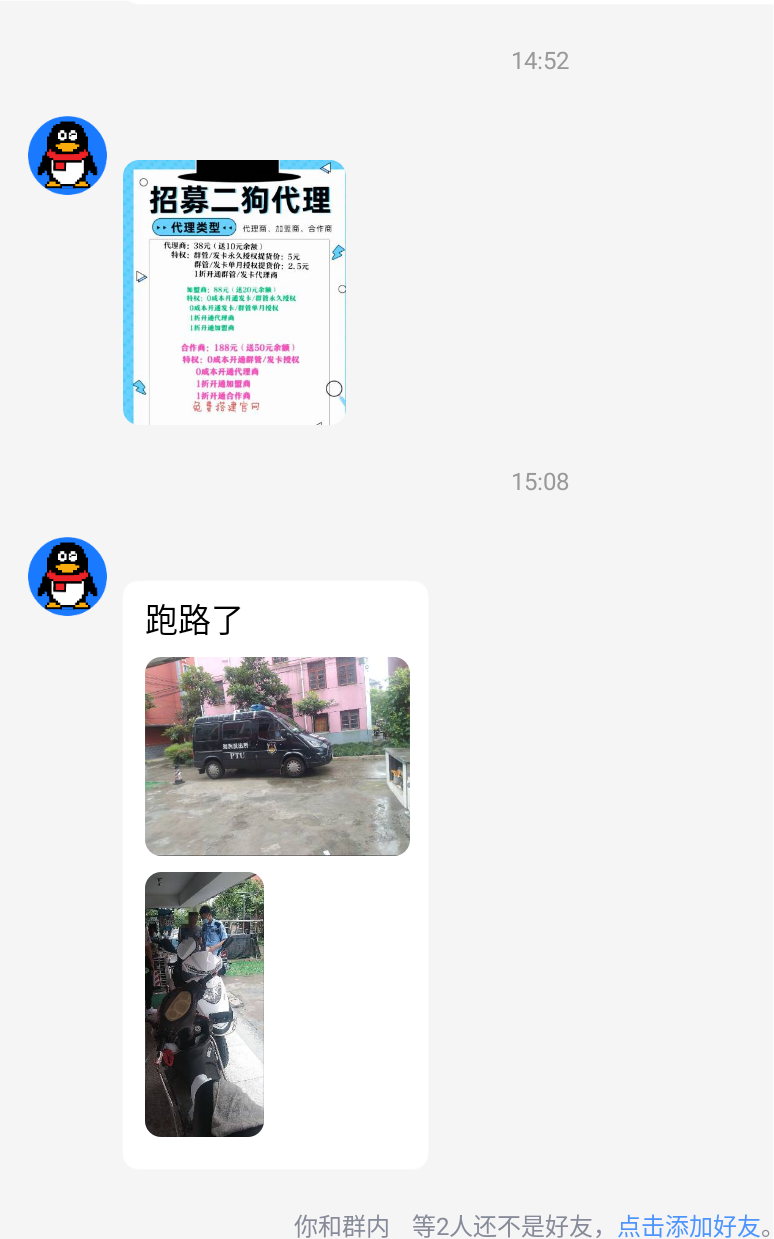 14:52
招募二狗代理
代理类型
代理商、加盟商、合作商
代理商：38元（送10元余额）
特权：群管/发卡永久授权提货价：5元
群管/发卡单月授权提货价：2.5元
1折开通群管/发卡代理商
加盟商：88元（送20元余额）
特权：0成本开通发卡/群管永久授权
0成本开通发卡/群管单月授权
1折开通代理商
1折开通加盟商
合作商：188元（送50元余额）
特权：0成本开通群管/发卡授权
0成本开通代理商
1折开通加盟商
1折开通合作商
免费搭建官网
15:08
跑路了
PTU
你和群内 等2人还不是好友，点击添加好友。